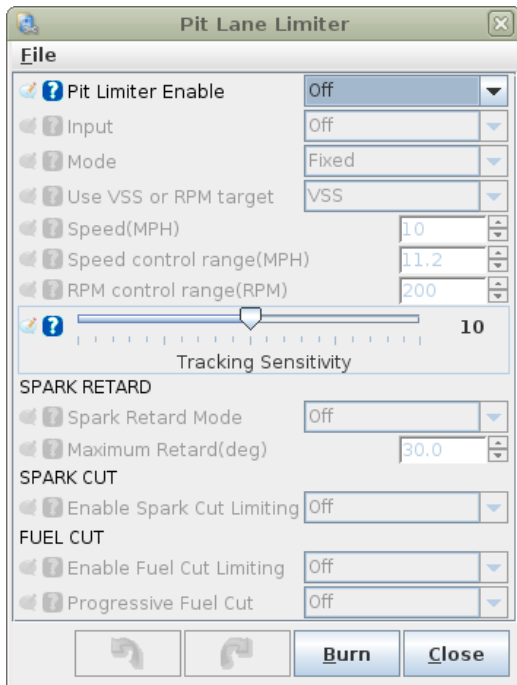 Pit Lane Limiter
File
Pit Limiter Enable Off
Input Off
Mode Fixed
Use VSS or RPM target VSS
Speed(MPH) 10
Speed control range(MPH) 11.2
RPM control range(RPM) 200
10
Tracking Sensitivity
SPARK RETARD
Spark Retard Mode Off
Maximum Retard(deg) 30.0
SPARK CUT
Enable Spark Cut Limiting Off
FUEL CUT
Enable Fuel Cut Limiting Off
Progressive Fuel Cut Off
Burn Close